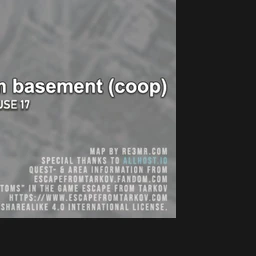 basement (coop)
USE 17
MAP BY RE3MR.COM
SPECIAL THANKS TO ALLHOST.IO
QUEST- & AREA INFORMATION FROM
ESCAPEFROMTARKOV.FANDOM.COM
TOMS" IN THE GAME ESCAPE FROM TARKOV
HTTPS://WWW.ESCAPEFROMTARKOV.COM
SHAREALIKE 4.0 INTERNATIONAL LICENSE.